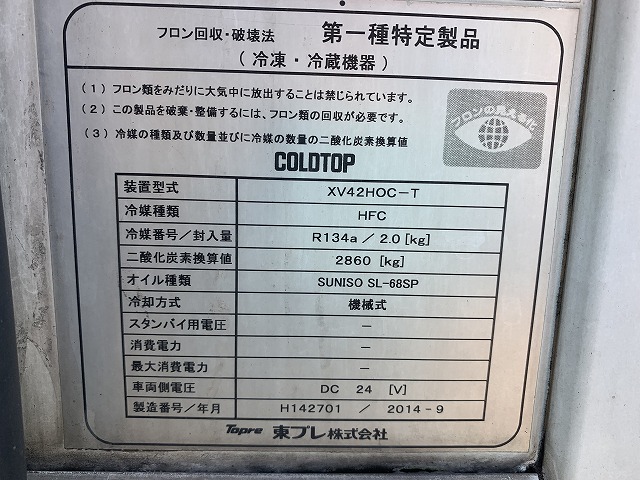 フロン回収・破壊法　第一種特定製品
(冷凍・冷蔵機器)
(1) フロン類をみだりに大気中に放出することは禁じられています。
(2) この製品を破棄・整備するには、フロン類の回収が必要です。
(3) 冷媒の種類及び数量並びに冷媒の数量の二酸化炭素換算値
フロンの見える化
COLDTOP
装置型式 XV42HOC-T
冷媒種類 HFC
冷媒番号/封入量 R134a / 2.0 [kg]
二酸化炭素換算値 2860 [kg]
オイル種類 SUNISO SL-68SP
冷却方式 機械式
スタンバイ用電圧 —
消費電力 —
最大消費電力 —
車両側電圧 DC 24 [V]
製造番号/年月 H142701 / 2014-9
Topre 東プレ株式会社